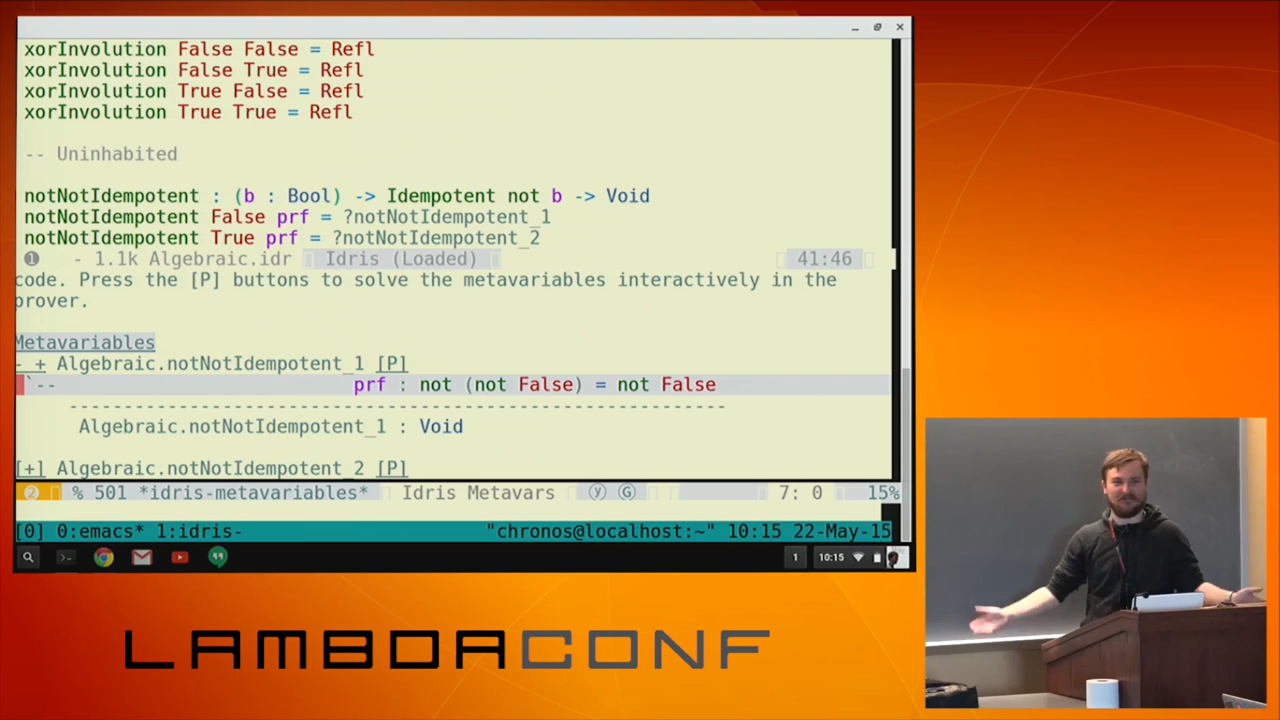 xorInvolution False False = Refl
xorInvolution False True = Refl
xorInvolution True False = Refl
xorInvolution True True = Refl
-- Uninhabited
notNotIdempotent : (b : Bool) -> Idempotent not b -> Void
notNotIdempotent False prf = ?notNotIdempotent_1
notNotIdempotent True prf = ?notNotIdempotent_2
❶ - 1.1k Algebraic.idr Idris (Loaded) 41:46
code. Press the [P] buttons to solve the metavariables interactively in the
prover.
Metavariables
- + Algebraic.notNotIdempotent_1 [P]
`-- prf : not (not False) = not False
-------------------------------------------------------------
Algebraic.notNotIdempotent_1 : Void
[+] Algebraic.notNotIdempotent_2 [P]
❷ % 501 *idris-metavariables* Idris Metavars ⓨ Ⓖ 7: 0 15%
[0] 0:emacs* 1:idris- "chronos@localhost:~" 10:15 22-May-15
1 10:15
LAMBDACONF